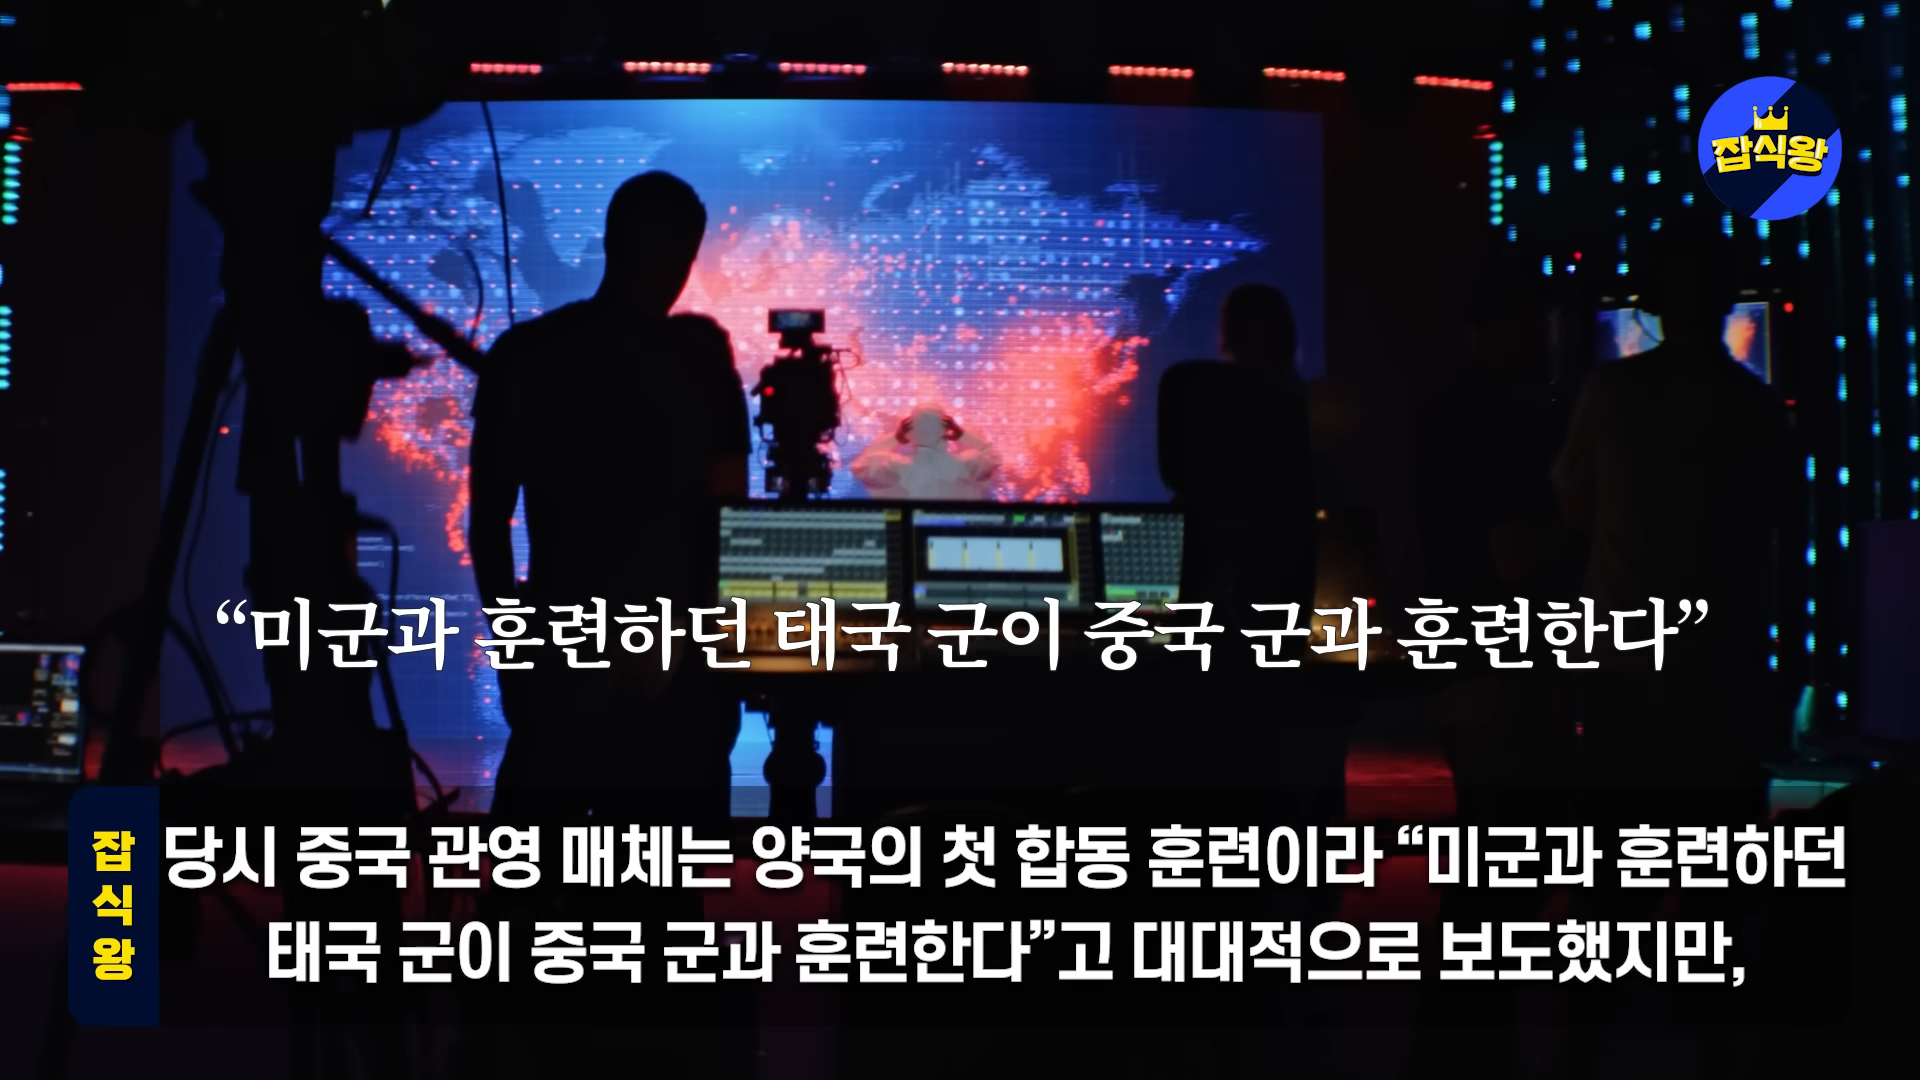 잡식왕
“미군과 훈련하던 태국 군이 중국 군과 훈련한다”
잡식왕
당시 중국 관영 매체는 양국의 첫 합동 훈련이라 “미군과 훈련하던
태국 군이 중국 군과 훈련한다”고 대대적으로 보도했지만,